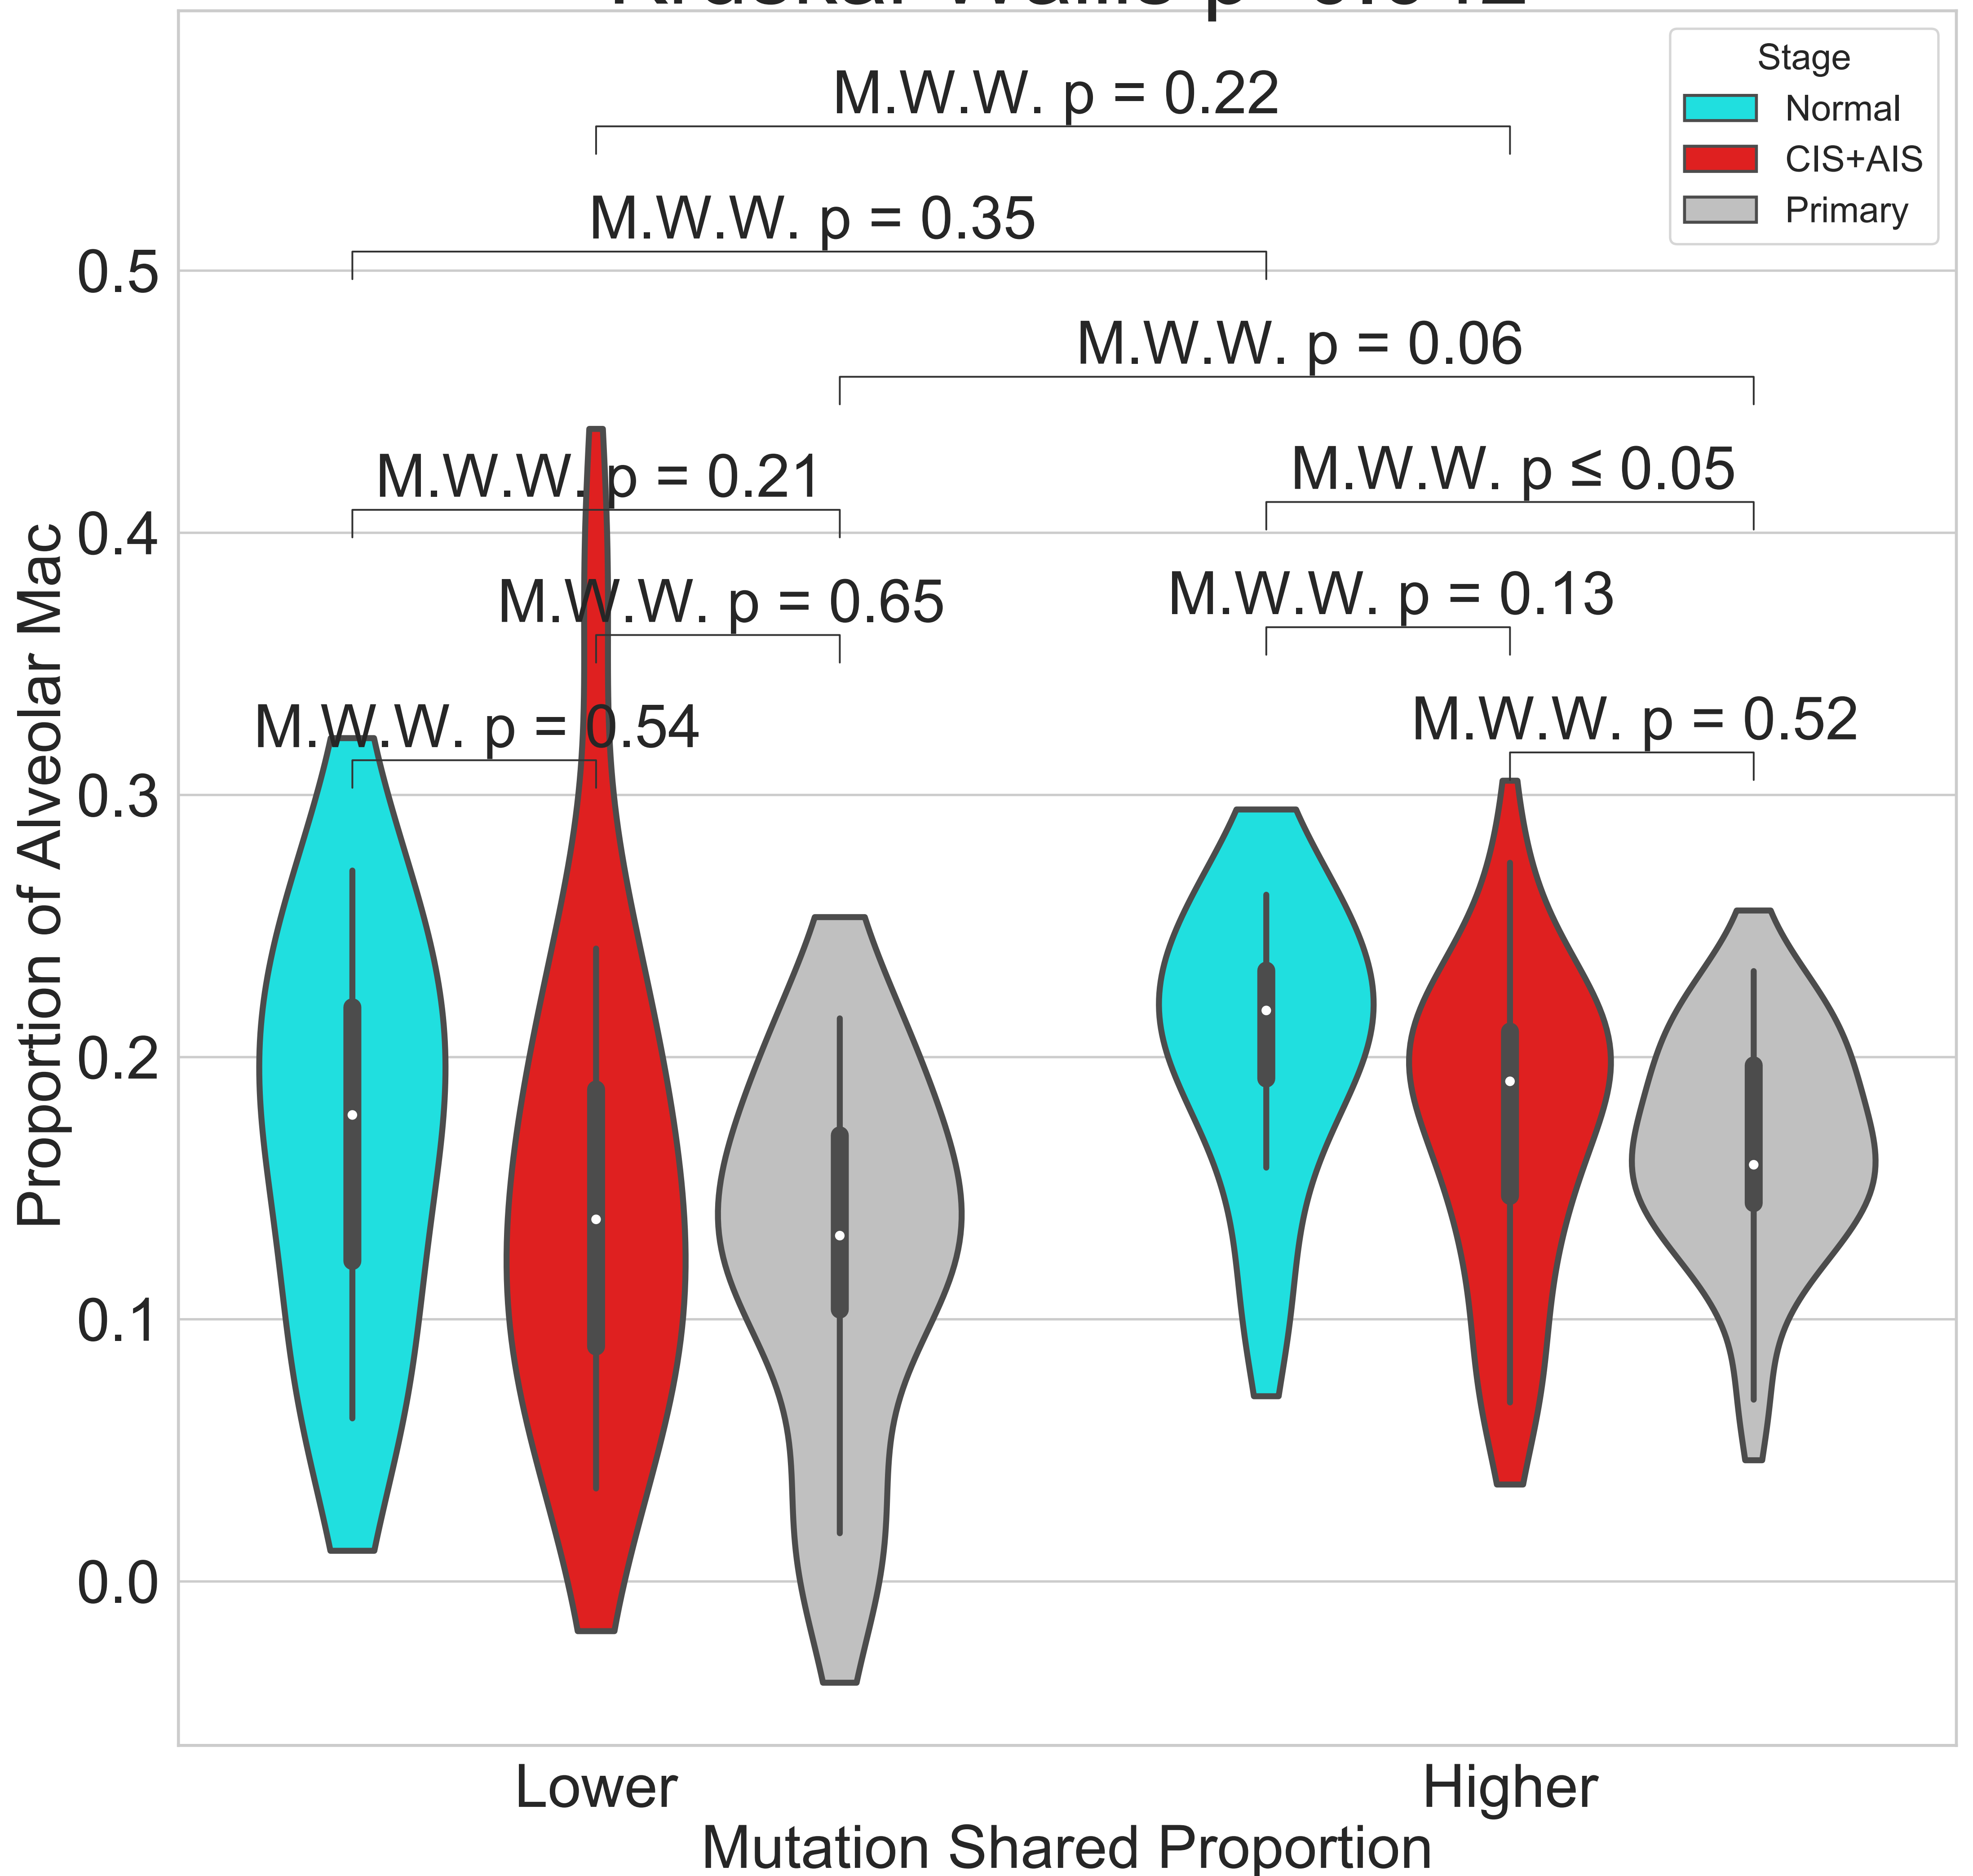 Stage
Normal
CIS+AIS
Primary
M.W.W. p = 0.22
M.W.W. p = 0.35
M.W.W. p = 0.06
M.W.W. p = 0.21
M.W.W. p ≤ 0.05
M.W.W. p = 0.65
M.W.W. p = 0.13
M.W.W. p = 0.54
M.W.W. p = 0.52
0.5
0.4
0.3
0.2
0.1
0.0
Proportion of Alveolar Mac
Lower
Higher
Mutation Shared Proportion